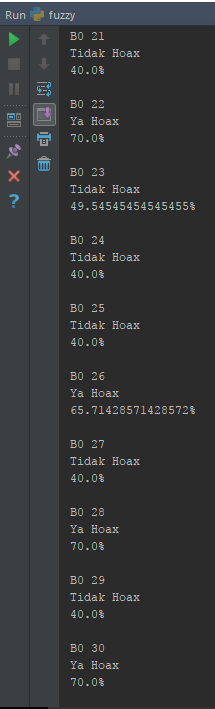 Run fuzzy
B0 21
Tidak Hoax
40.0%
B0 22
Ya Hoax
70.0%
B0 23
Tidak Hoax
49.54545454545455%
B0 24
Tidak Hoax
40.0%
B0 25
Tidak Hoax
40.0%
B0 26
Ya Hoax
65.71428571428572%
B0 27
Tidak Hoax
40.0%
B0 28
Ya Hoax
70.0%
B0 29
Tidak Hoax
40.0%
B0 30
Ya Hoax
70.0%